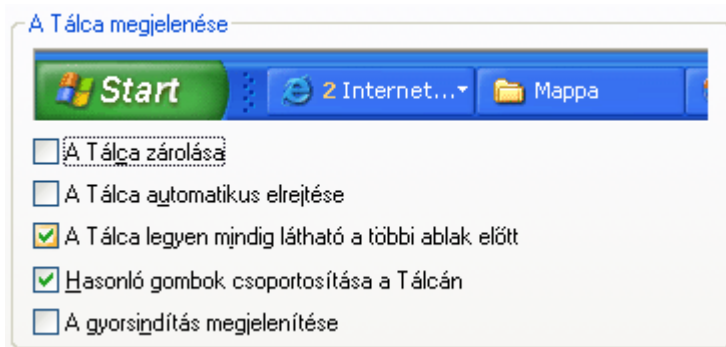 A Tálca megjelenése
Start 2 Internet... Mappa
A Tálca zárolása
A Tálca automatikus elrejtése
A Tálca legyen mindig látható a többi ablak előtt
Hasonló gombok csoportosítása a Tálcán
A gyorsindítás megjelenítése